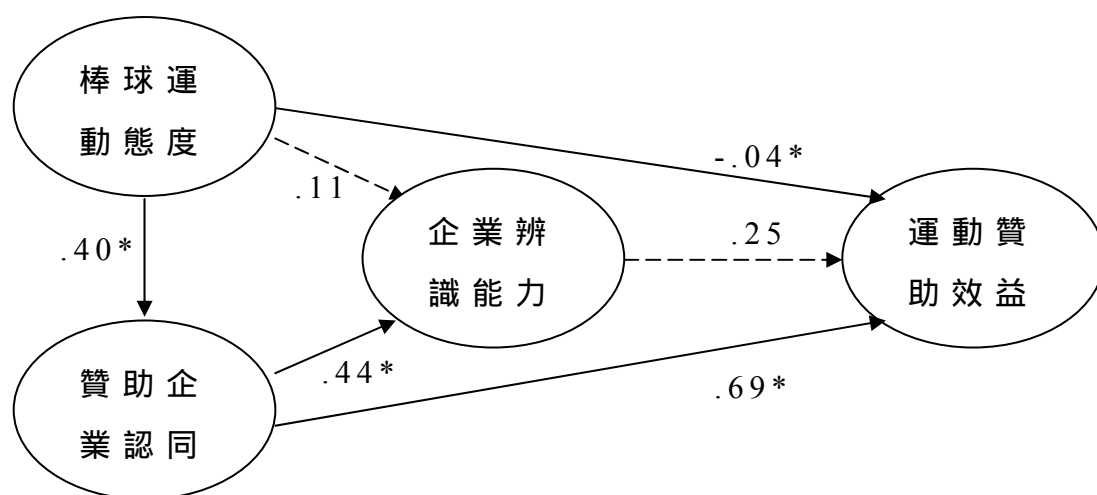 棒球運
動態度
-.04*
.11
企業辨
識能力
.25
運動贊
助效益
.40*
贊助企
業認同
.44*
.69*